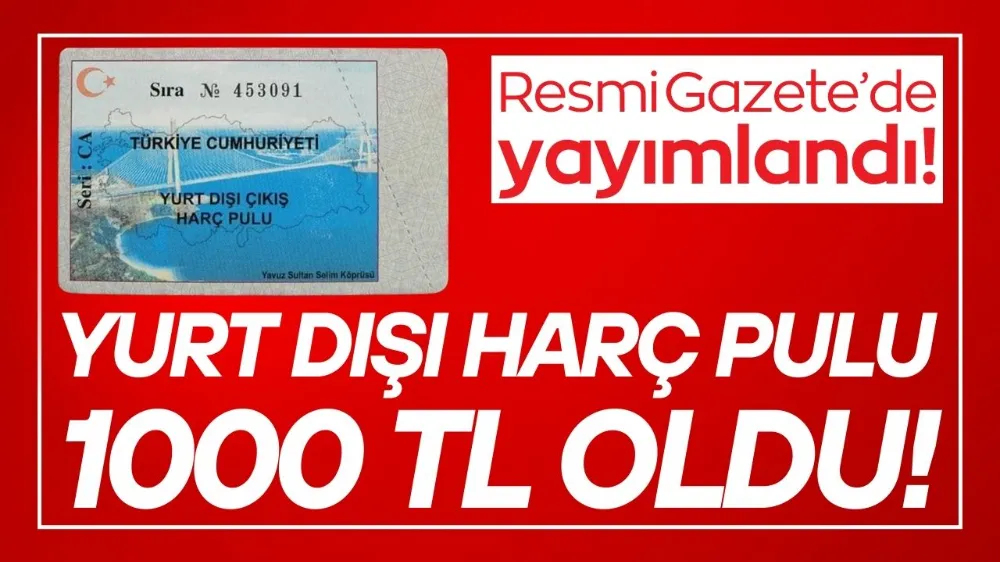 Sıra № 453091
Seri : CA
TÜRKİYE CUMHURİYETİ
YURT DIŞI ÇIKIŞ
HARÇ PULU
Yavuz Sultan Selim Köprüsü
Resmi Gazete’de
yayımlandı!
YURT DIŞI HARÇ PULU
1000 TL OLDU!